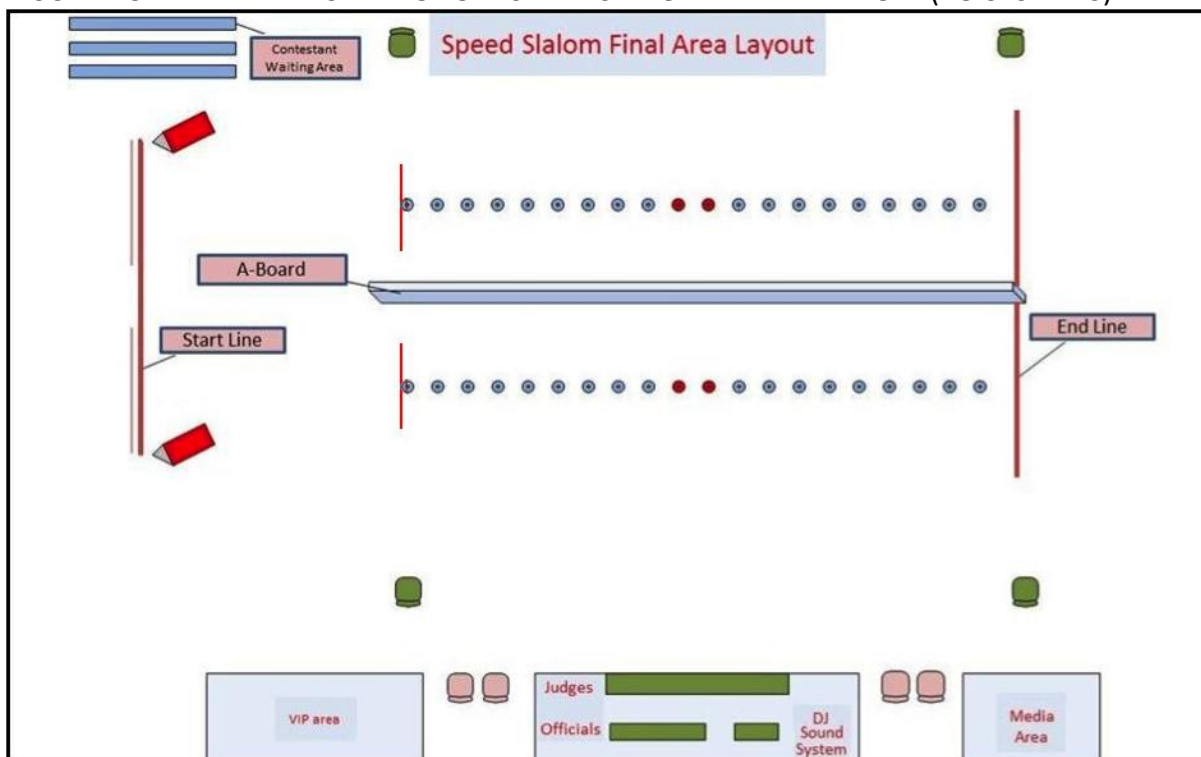 Speed Slalom Final Area Layout
Contestant
Waiting Area
A-Board
Start Line
End Line
VIP area
Judges
Officials
DJ
Sound
System
Media
Area